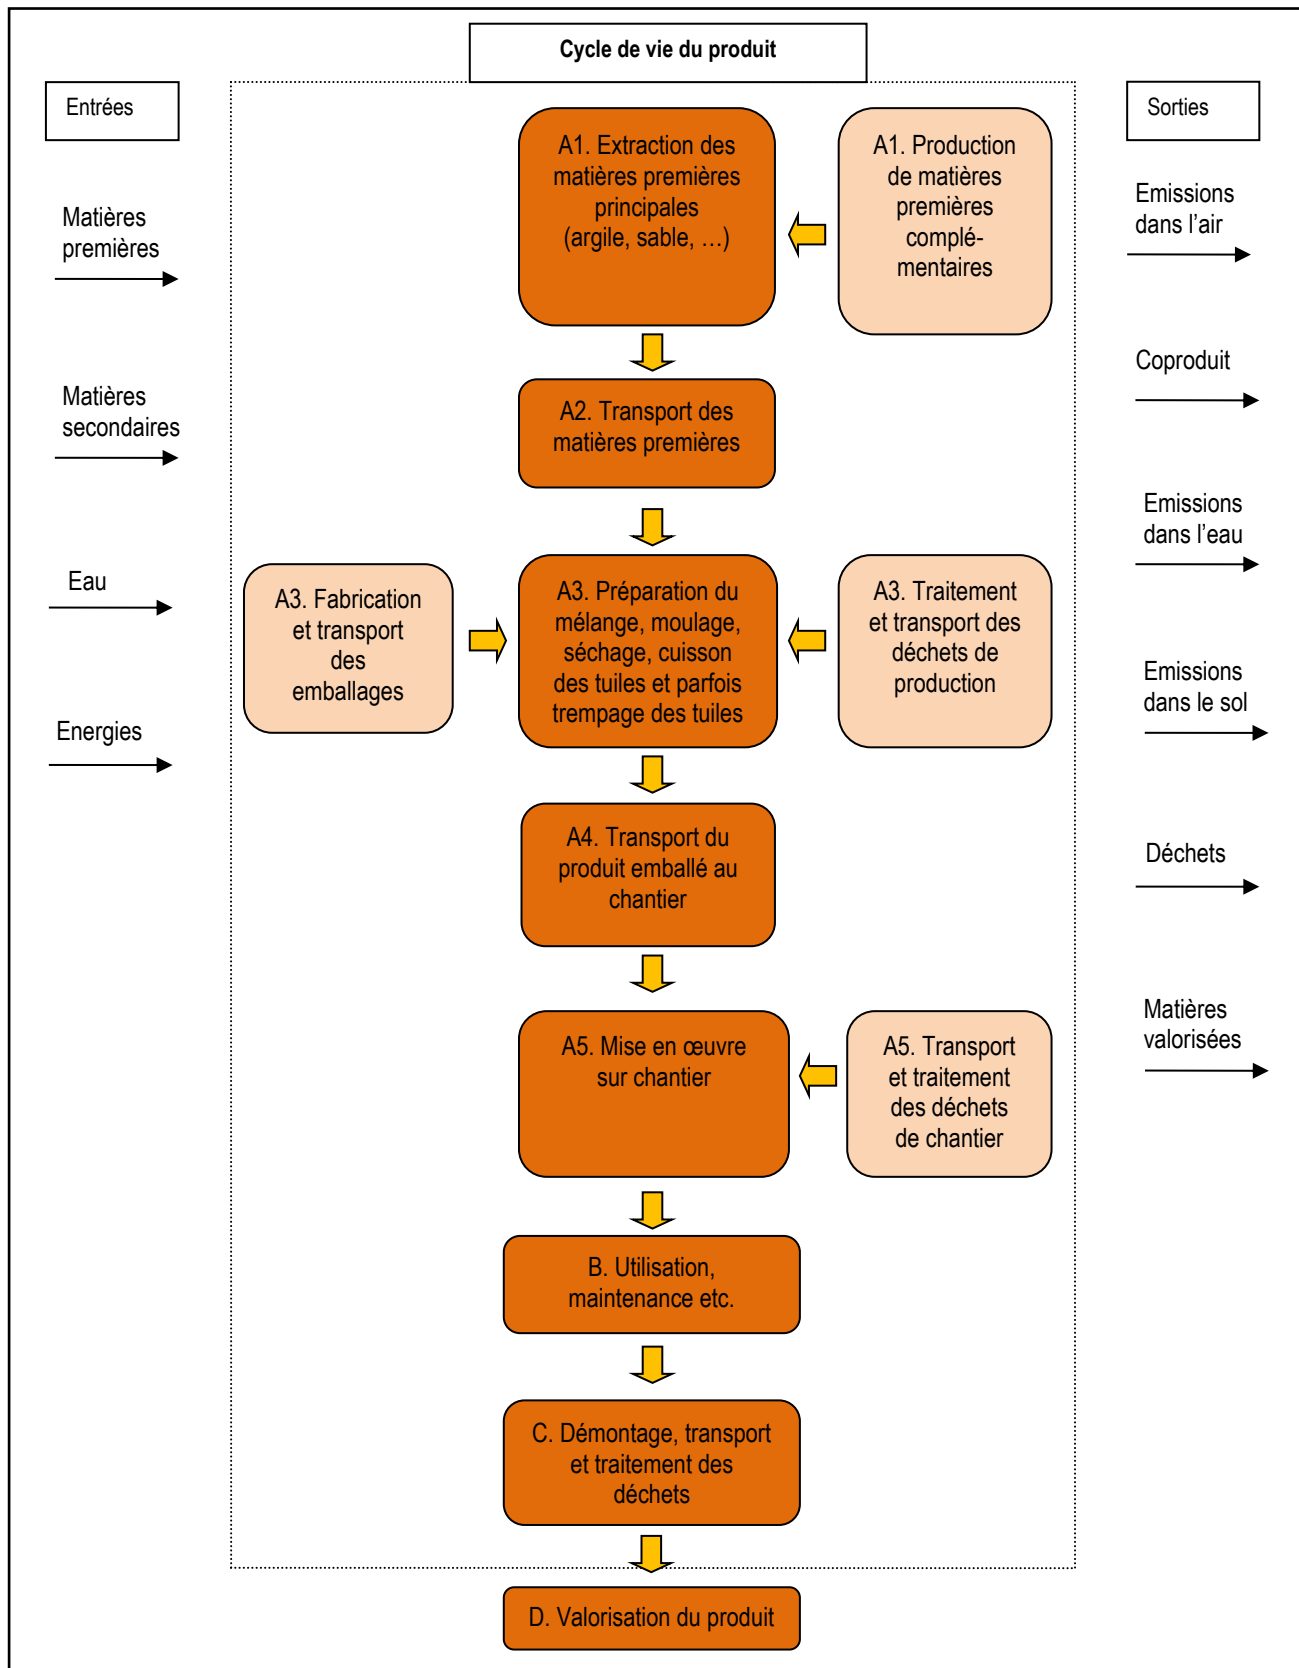 Cycle de vie du produit
Entrées
Sorties
Matières
premières
Matières
secondaires
Eau
Energies
A1. Extraction des
matières premières
principales
(argile, sable, …)
A1. Production
de matières
premières
complé-
mentaires
A2. Transport des
matières premières
A3. Fabrication
et transport
des
emballages
A3. Préparation du
mélange, moulage,
séchage, cuisson
des tuiles et parfois
trempage des tuiles
A3. Traitement
et transport des
déchets de
production
A4. Transport du
produit emballé au
chantier
A5. Mise en œuvre
sur chantier
A5. Transport
et traitement
des déchets
de chantier
B. Utilisation,
maintenance etc.
C. Démontage, transport
et traitement des
déchets
D. Valorisation du produit
Emissions
dans l’air
Coproduit
Emissions
dans l’eau
Emissions
dans le sol
Déchets
Matières
valorisées